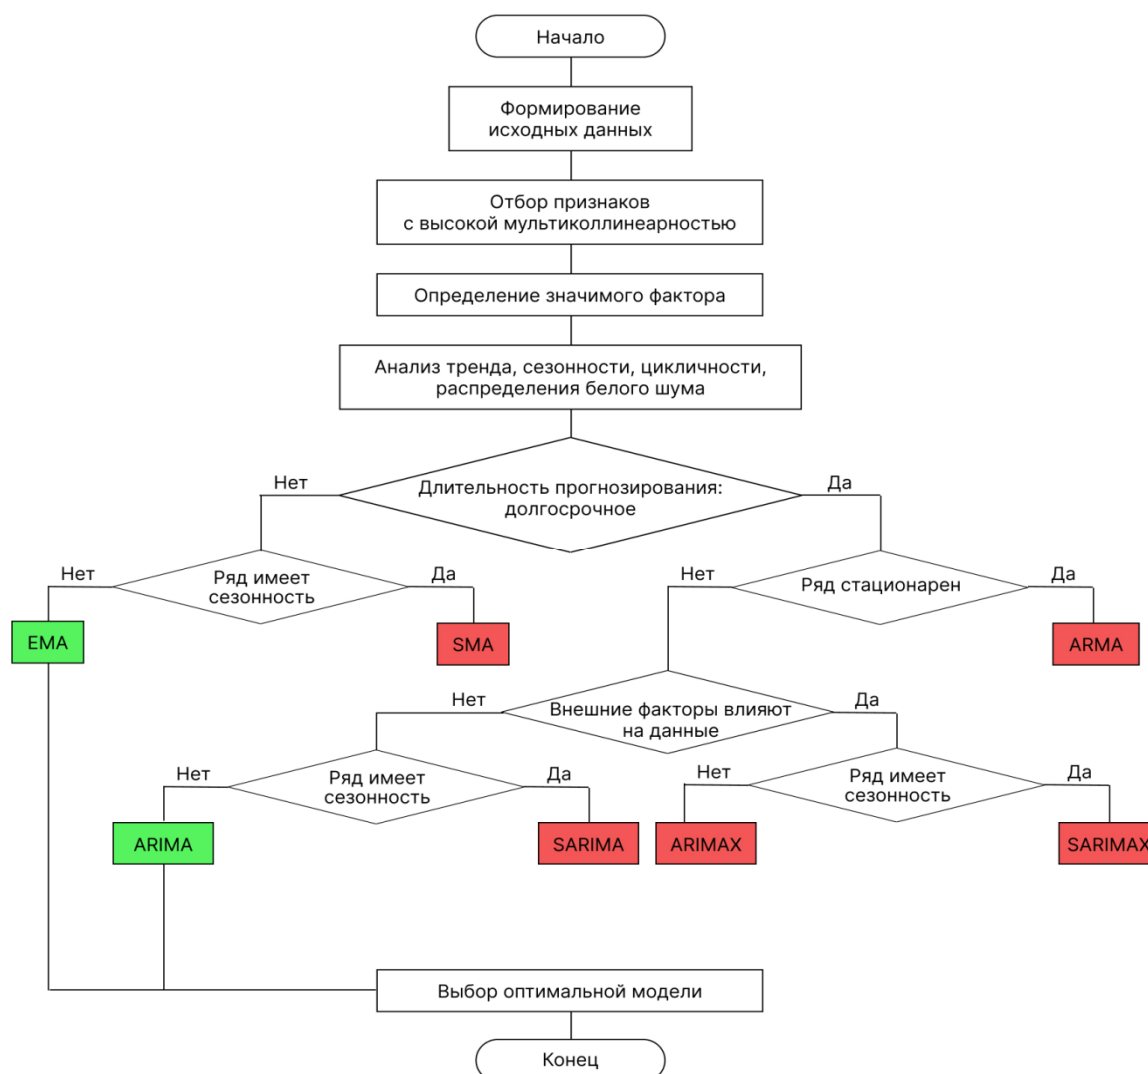 Начало
Формирование
исходных данных
Отбор признаков
с высокой мультиколлинеарностью
Определение значимого фактора
Анализ тренда, сезонности, цикличности,
распределения белого шума
Нет
Длительность прогнозирования:
долгосрочное
Да
Нет
Ряд имеет
сезонность
Да
Нет
Ряд стационарен
Да
EMA
SMA
ARMA
Нет
Внешние факторы влияют
на данные
Да
Нет
Ряд имеет
сезонность
Да
Нет
Ряд имеет
сезонность
Да
ARIMA
SARIMA
ARIMAX
SARIMAX
Выбор оптимальной модели
Конец